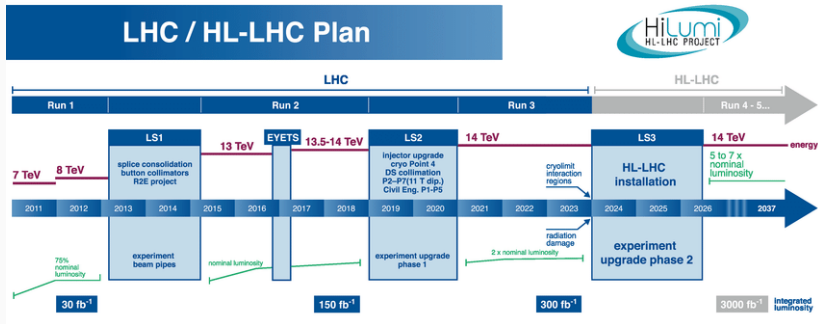 LHC / HL-LHC Plan
HiLumi
HL-LHC PROJECT
LHC
HL-LHC
Run 1
Run 2
Run 3
Run 4 - 5...
LS1
EYETS
LS2
LS3
splice consolidation
button collimators
R2E project
injector upgrade
cryo Point 4
DS collimation
P2-P7(11 T dip.)
Civil Eng. P1-P5
HL-LHC
installation
7 TeV
8 TeV
13 TeV
13.5-14 TeV
14 TeV
14 TeV
energy
cryolimit
interaction
regions
5 to 7 x
nominal
luminosity
2011 2012 2013 2014 2015 2016 2017 2018 2019 2020 2021 2022 2023 2024 2025 2026 2037
radiation
damage
experiment
beam pipes
experiment upgrade
phase 1
experiment
upgrade phase 2
75%
nominal
luminosity
nominal luminosity
2 x nominal luminosity
30 fb⁻¹
150 fb⁻¹
300 fb⁻¹
3000 fb⁻¹
integrated
luminosity